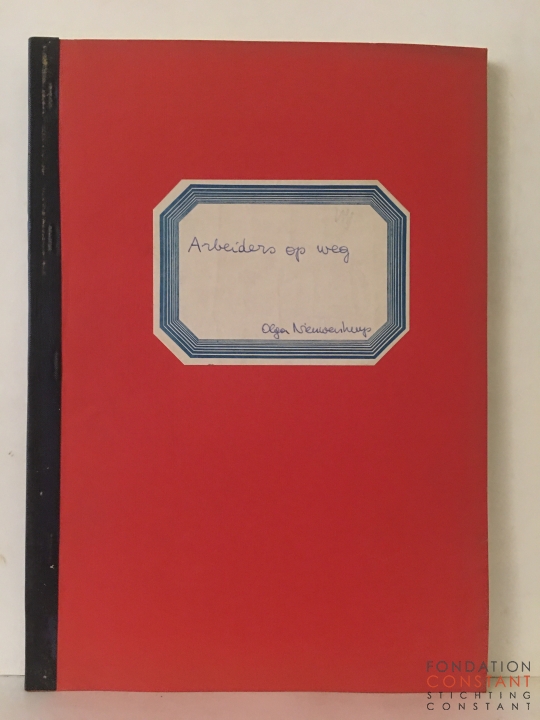 Arbeiders op weg
Olga Nieuwenhuys
FONDATION
CONSTANT
STICHTING
CONSTANT